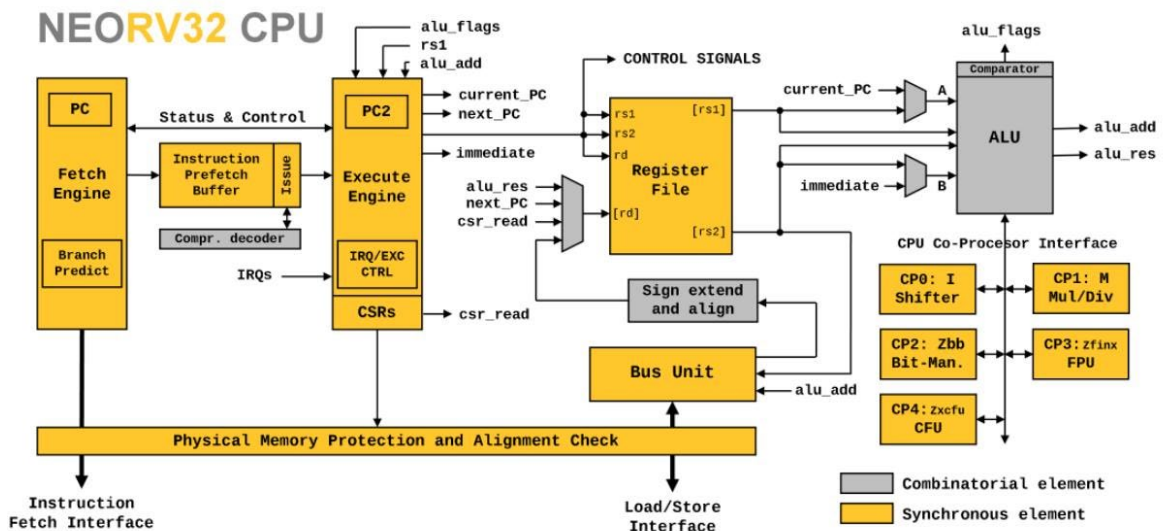 NEORV32 CPU
alu_flags
rs1
alu_add
PC
Fetch
Engine
Branch
Predict
Status & Control
Instruction
Prefetch
Buffer
Issue
Compr. decoder
IRQs
PC2
Execute
Engine
IRQ/EXC
CTRL
CSRs
current_PC
next_PC
immediate
csr_read
CONTROL SIGNALS
alu_res
next_PC
csr_read
rs1
rs2
rd
[rd]
[rs1]
Register
File
[rs2]
Sign extend
and align
Bus Unit
alu_add
current_PC
A
immediate
B
alu_flags
Comparator
ALU
alu_add
alu_res
CPU Co-Procesor Interface
CP0: I
Shifter
CP1: M
Mul/Div
CP2: Zbb
Bit-Man.
CP3:Zfinx
FPU
CP4:Zxcfu
CFU
Physical Memory Protection and Alignment Check
Instruction
Fetch Interface
Load/Store
Interface
Combinatorial element
Synchronous element